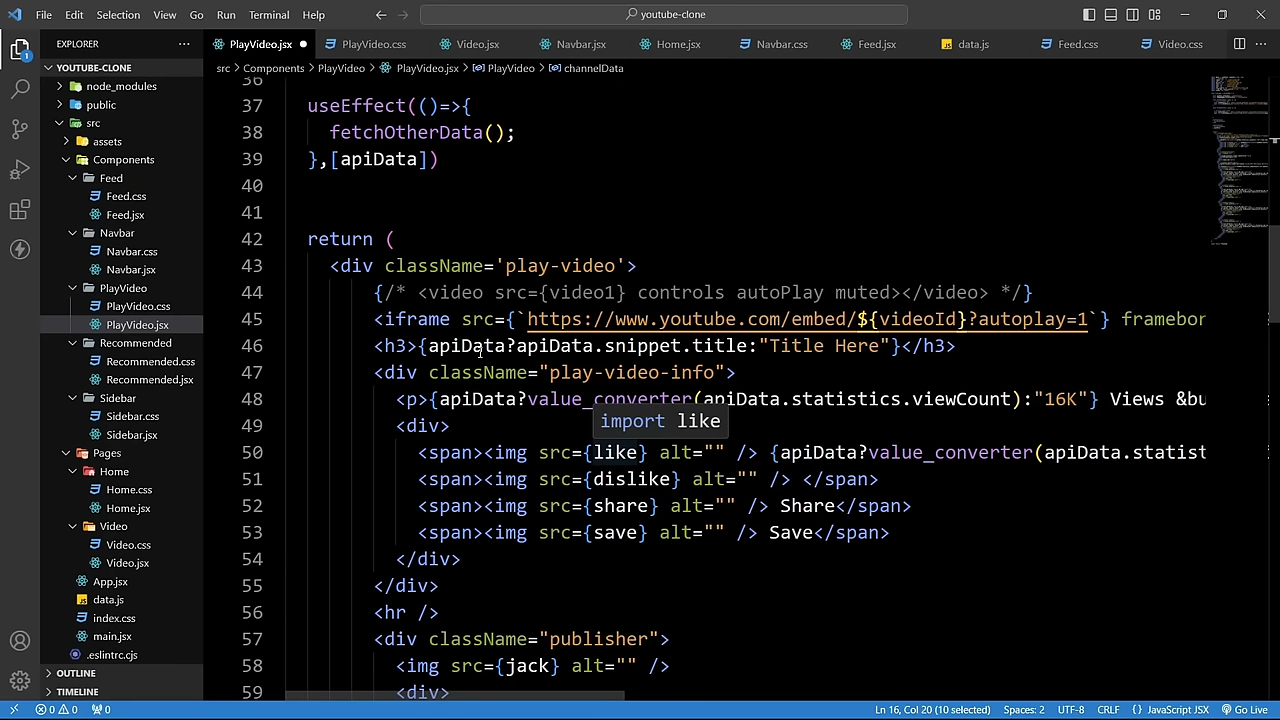 File Edit Selection View Go Run Terminal Help
youtube-clone
EXPLORER
PlayVideo.jsx PlayVideo.css Video.jsx Navbar.jsx Home.jsx Navbar.css Feed.jsx data.js Feed.css Video.css
src > Components > PlayVideo > PlayVideo.jsx > PlayVideo > channelData
YOUTUBE-CLONE
node_modules
public
src
assets
Components
Feed
Feed.css
Feed.jsx
Navbar
Navbar.css
Navbar.jsx
PlayVideo
PlayVideo.css
PlayVideo.jsx
Recommended
Recommended.css
Recommended.jsx
Sidebar
Sidebar.css
Sidebar.jsx
Pages
Home
Home.css
Home.jsx
Video
Video.css
Video.jsx
App.jsx
data.js
index.css
main.jsx
.eslintrc.cjs
OUTLINE
TIMELINE
36
37 useEffect(()=>{
38 fetchOtherData();
39 },[apiData])
40
41
42 return (
43 <div className='play-video'>
44 {/* <video src={video1} controls autoPlay muted></video> */}
45 <iframe src={`https://www.youtube.com/embed/${videoId}?autoplay=1`} framebor
46 <h3>{apiData?apiData.snippet.title:"Title Here"}</h3>
47 <div className="play-video-info">
48 <p>{apiData?value_converter(apiData.statistics.viewCount):"16K"} Views &bu
import like
49 <div>
50 <span><img src={like} alt="" /> {apiData?value_converter(apiData.statist
51 <span><img src={dislike} alt="" /> </span>
52 <span><img src={share} alt="" /> Share</span>
53 <span><img src={save} alt="" /> Save</span>
54 </div>
55 </div>
56 <hr />
57 <div className="publisher">
58 <img src={jack} alt="" />
59 <div>
0 0 0 Ln 16, Col 20 (10 selected) Spaces: 2 UTF-8 CRLF {} JavaScript JSX Go Live